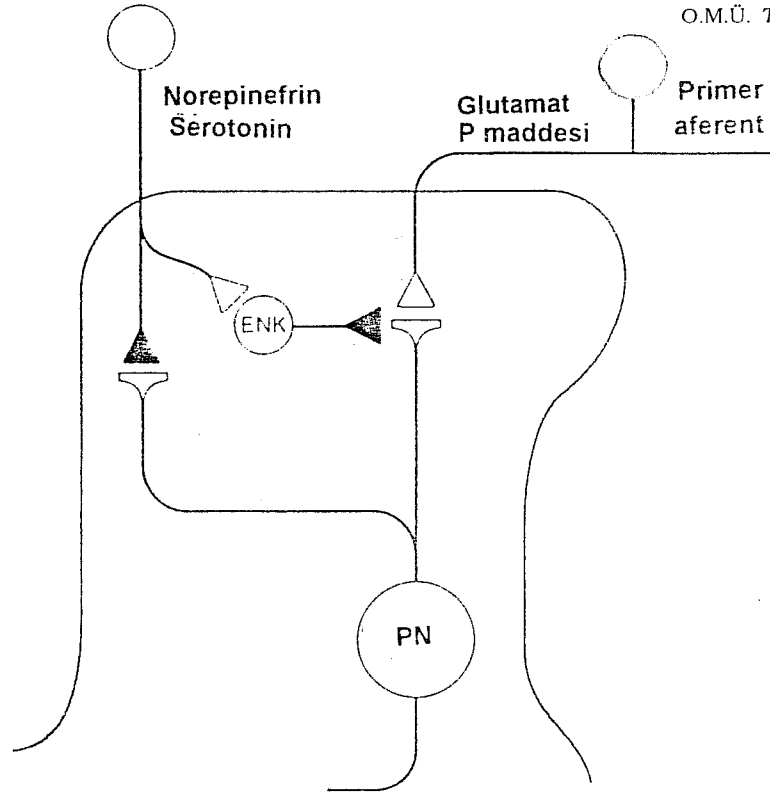 O.M.Ü.
Norepinefrin
Serotonin
Glutamat
P maddesi
Primer
aferent
ENK
PN